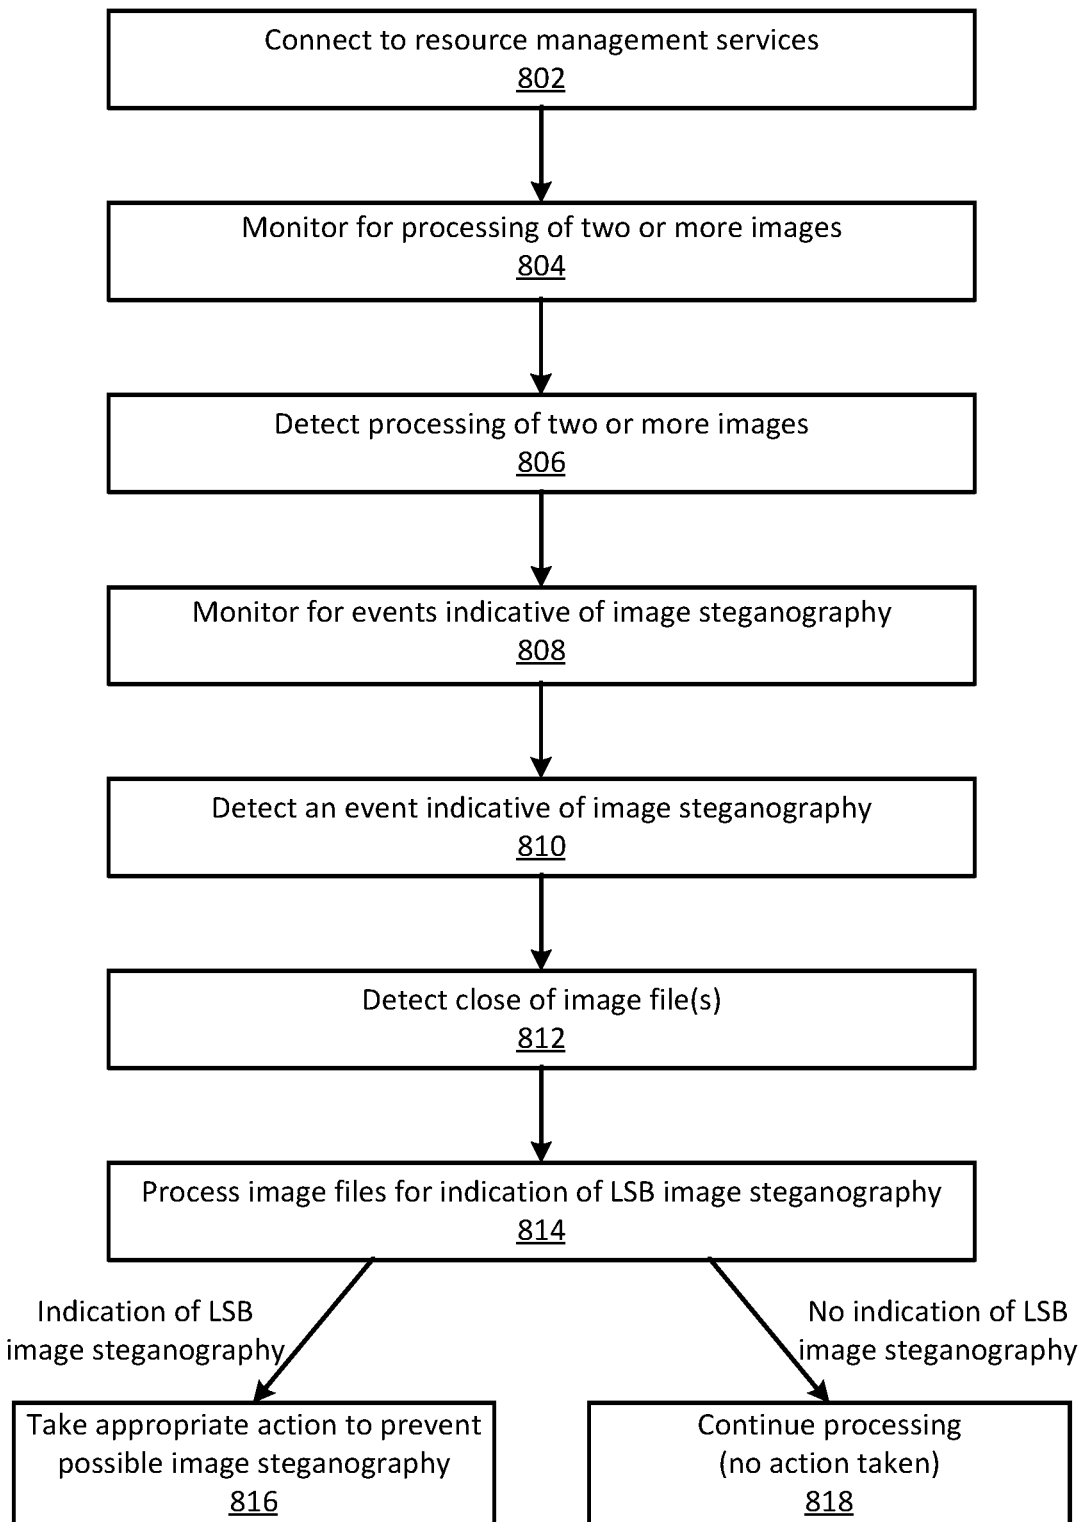 Connect to resource management services
802
Monitor for processing of two or more images
804
Detect processing of two or more images
806
Monitor for events indicative of image steganography
808
Detect an event indicative of image steganography
810
Detect close of image file(s)
812
Process image files for indication of LSB image steganography
814
Indication of LSB
image steganography
No indication of LSB
image steganography
Take appropriate action to prevent
possible image steganography
816
Continue processing
(no action taken)
818